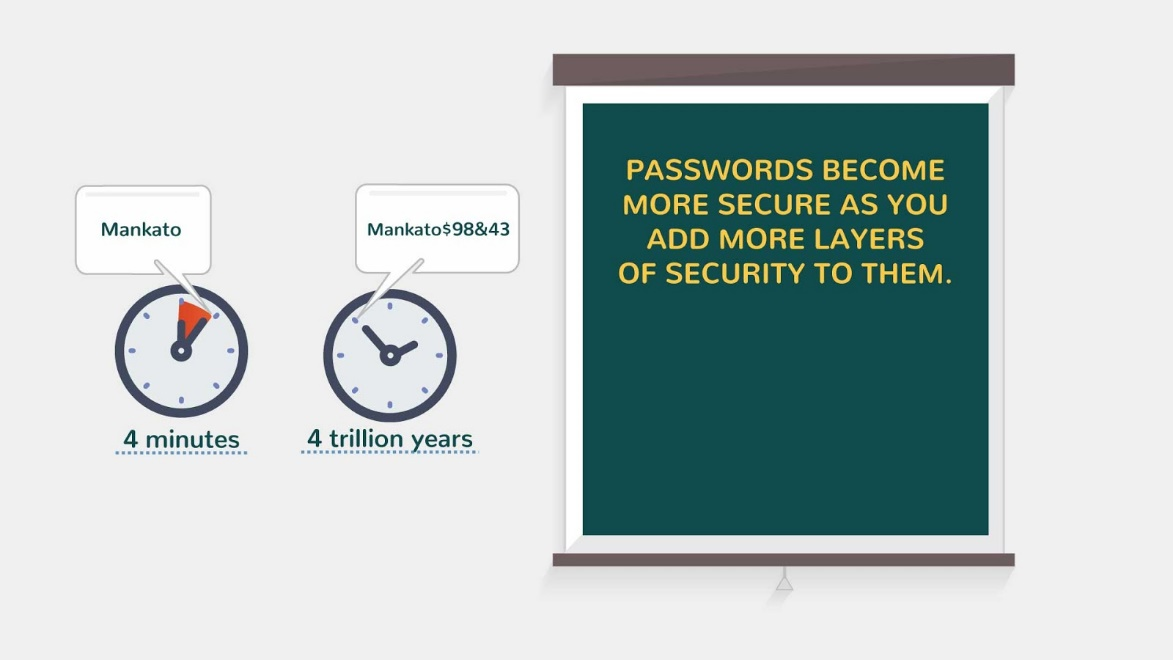 Mankato
Mankato$98&43
4 minutes
4 trillion years
PASSWORDS BECOME
MORE SECURE AS YOU
ADD MORE LAYERS
OF SECURITY TO THEM.